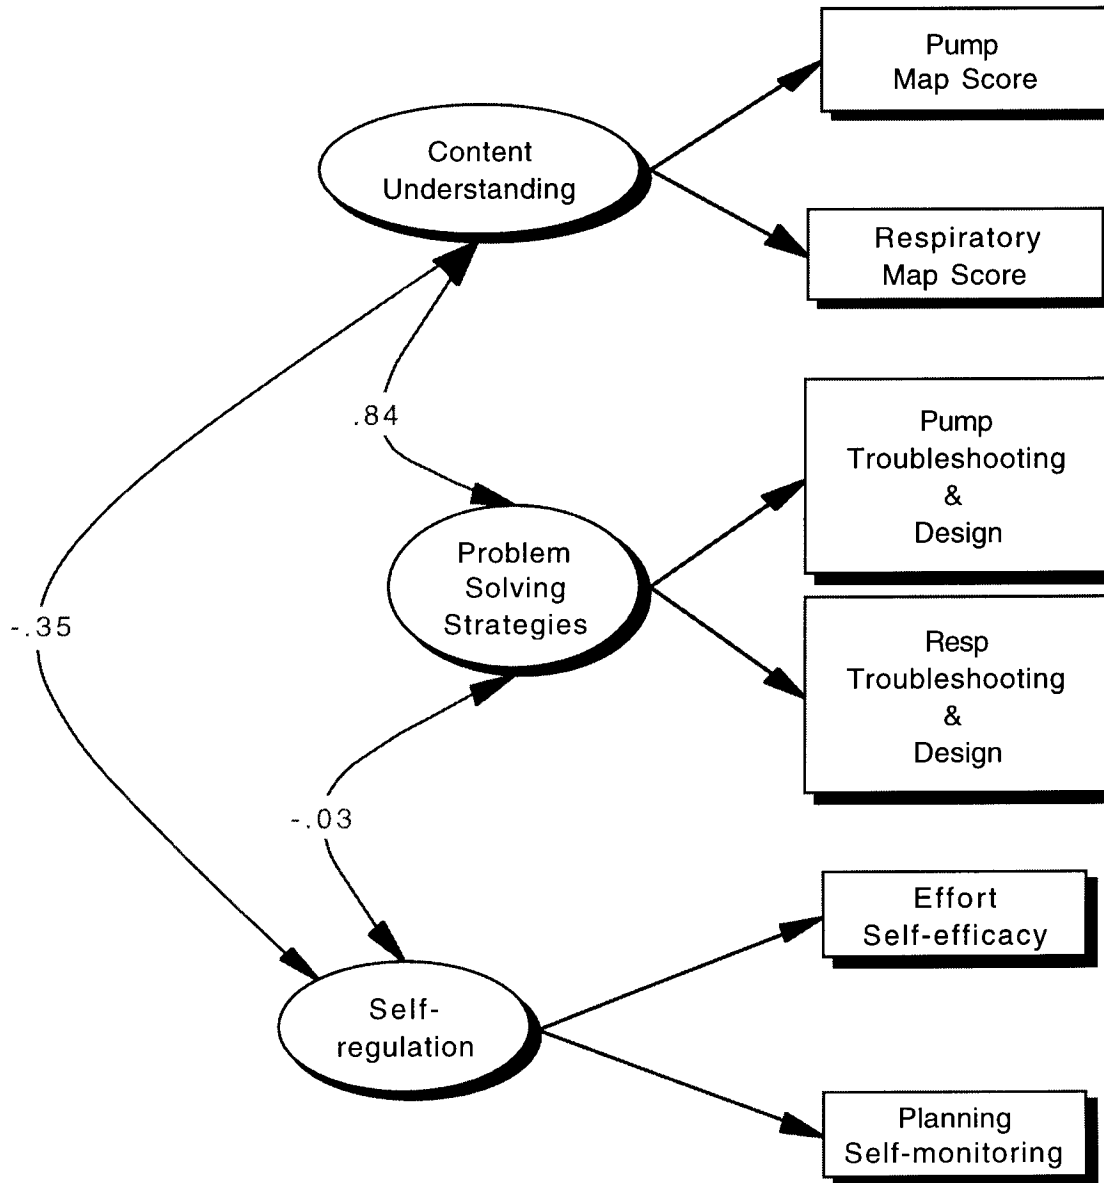 Pump
Map Score
Content
Understanding
Respiratory
Map Score
.84
Pump
Troubleshooting
&
Design
Problem
Solving
Strategies
-.35
Resp
Troubleshooting
&
Design
-.03
Effort
Self-efficacy
Self-
regulation
Planning
Self-monitoring